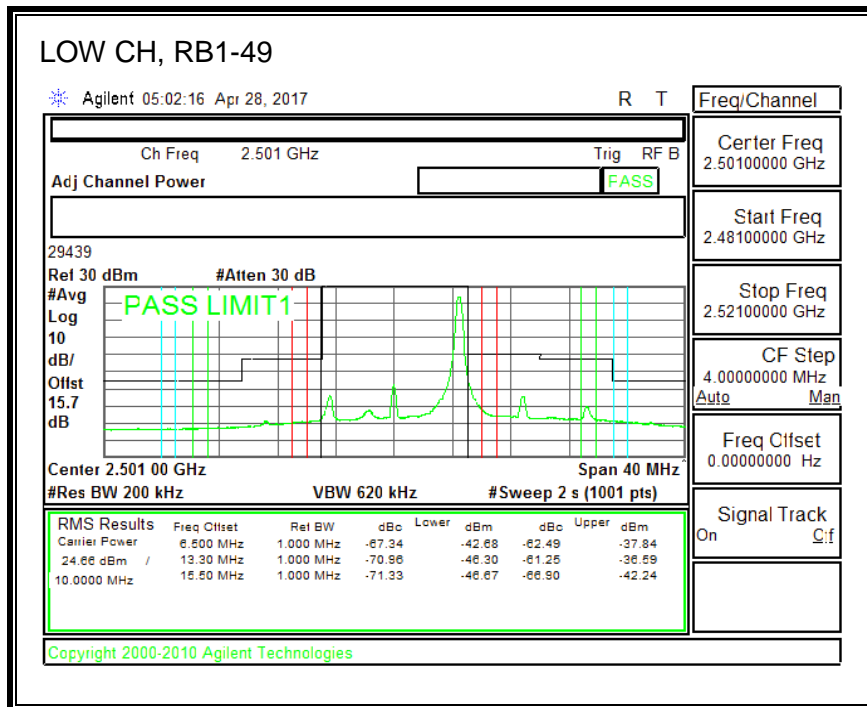 LOW CH, RB1-49
Agilent 05:02:16 Apr 28, 2017 R T
Ch Freq 2.501 GHz Trig RF B
Adj Channel Power PASS
29439
Ref 30 dBm #Atten 30 dB
#Avg
Log
10
dB/
Offst
15.7
dB
PASS LIMIT1
Center 2.501 00 GHz Span 40 MHz
#Res BW 200 kHz VBW 620 kHz #Sweep 2 s (1001 pts)
RMS Results Freq Offset Ref BW dBc Lower dBm dBc Upper dBm
Carrier Power 6.500 MHz 1.000 MHz -67.34 -42.68 -62.49 -37.84
24.66 dBm / 13.30 MHz 1.000 MHz -70.96 -46.30 -61.25 -36.59
10.0000 MHz 15.50 MHz 1.000 MHz -71.33 -46.67 -66.90 -42.24
Copyright 2000-2010 Agilent Technologies
Freq/Channel
Center Freq
2.50100000 GHz
Start Freq
2.48100000 GHz
Stop Freq
2.52100000 GHz
CF Step
4.00000000 MHz
Auto Man
Freq Offset
0.00000000 Hz
Signal Track
On Off